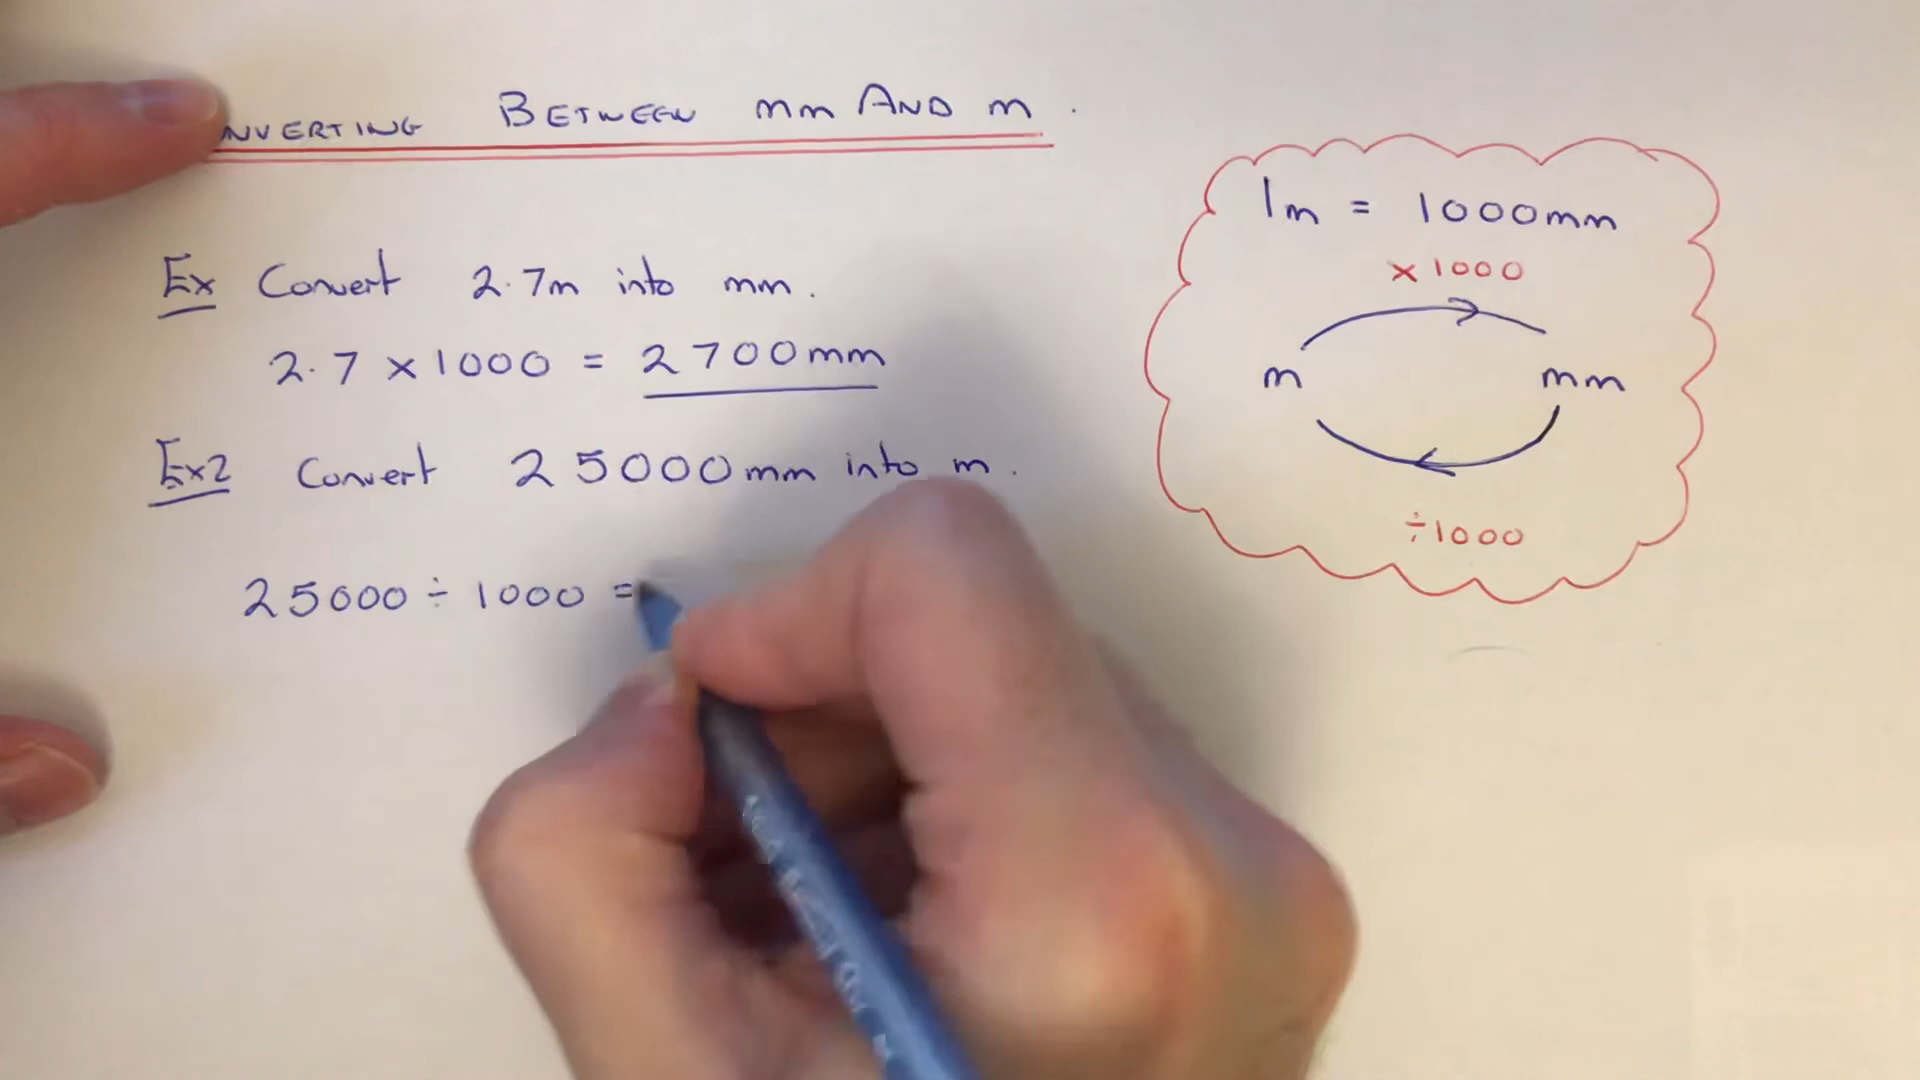 NVERTING BETWEEN mm AND m.
Ex Convert 2.7m into mm.
2.7 × 1000 = 2700mm
Ex2 Convert 25000mm into m.
25000 ÷ 1000 =
1m = 1000mm
× 1000
m mm
÷1000